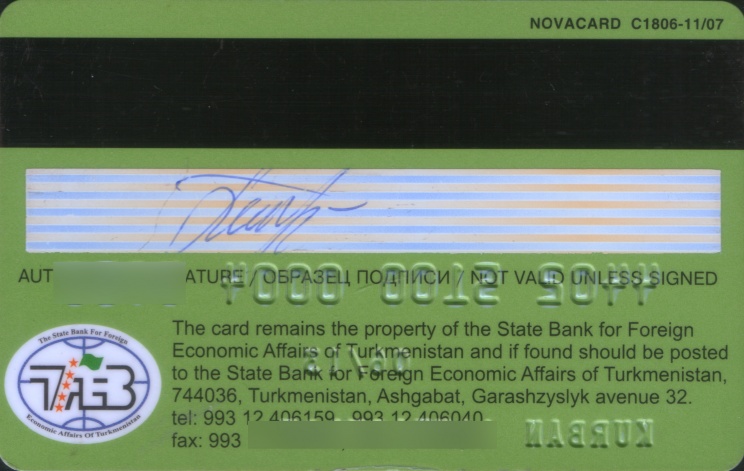 NOVACARD C1806-11/07
AUT ATURE / ОБРАЗЕЦ ПОДПИСИ / NOT VALID UNLESS SIGNED
The State Bank For Foreign
Economic Affairs Of Turkmenistan
The card remains the property of the State Bank for Foreign
Economic Affairs of Turkmenistan and if found should be posted
to the State Bank for Foreign Economic Affairs of Turkmenistan,
744036, Turkmenistan, Ashgabat, Garashzyslyk avenue 32.
tel: 993 12 406159, 993 12 406040
fax: 993
KURBAN